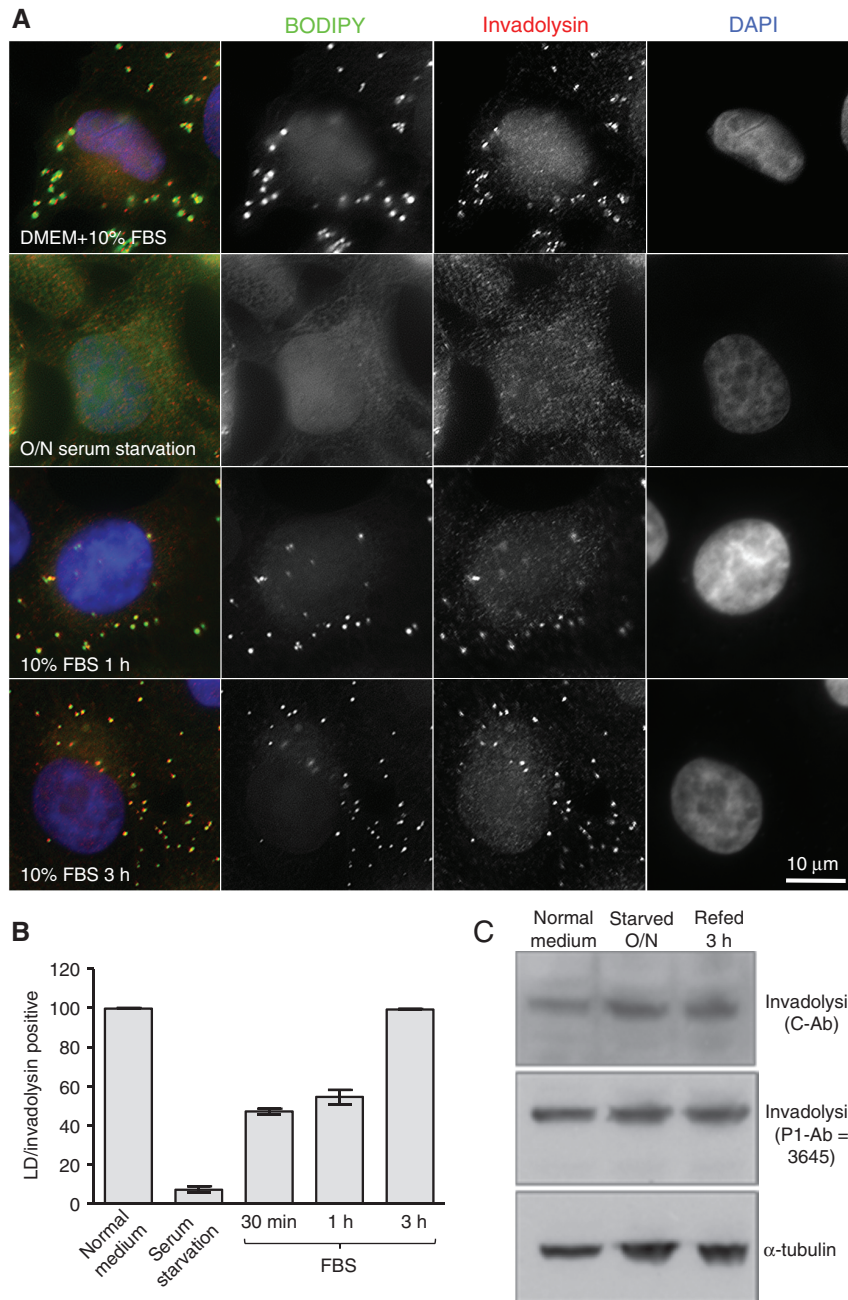 A
BODIPY
Invadolysin
DAPI
DMEM+10% FBS
O/N serum starvation
10% FBS 1 h
10% FBS 3 h
10 μm
B
LD/invadolysin positive
120
100
80
60
40
20
0
Normal medium
Serum starvation
30 min
1 h
3 h
FBS
C
Normal medium
Starved O/N
Refed 3 h
Invadolysi
(C-Ab)
Invadolysi
(P1-Ab =
3645)
α-tubulin